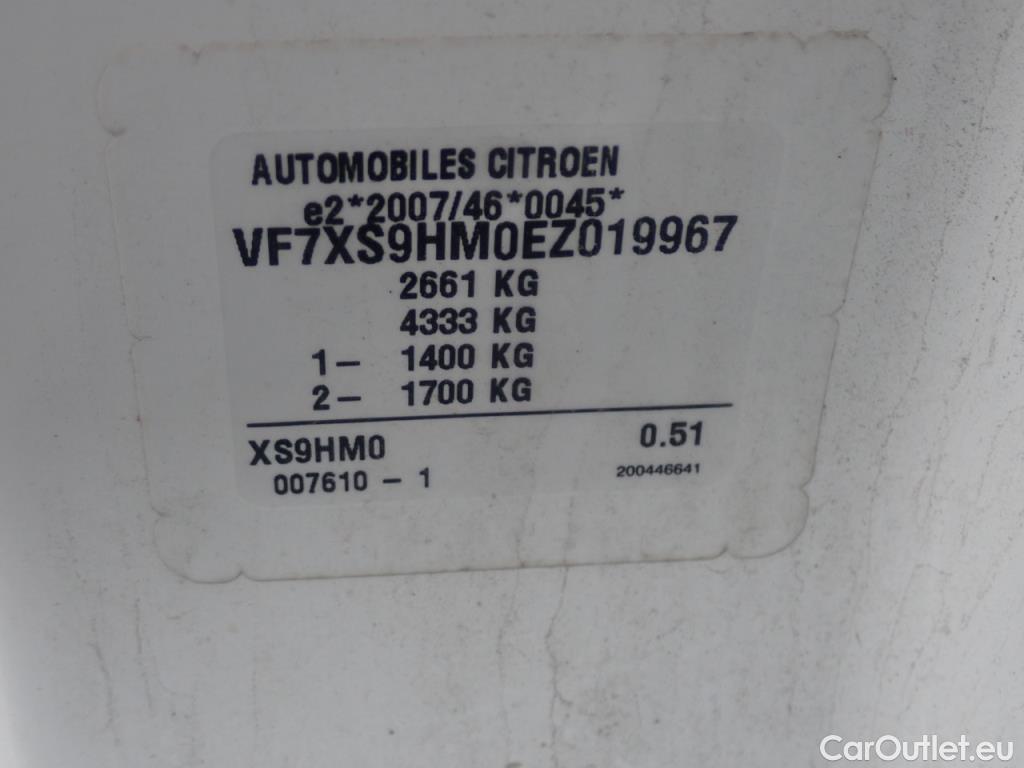 AUTOMOBILES CITROEN
e2*2007/46*0045*
VF7XS9HM0EZ019967
2661 KG
4333 KG
1- 1400 KG
2- 1700 KG
XS9HM0 0.51
007610 - 1 200446641
CarOutlet.eu